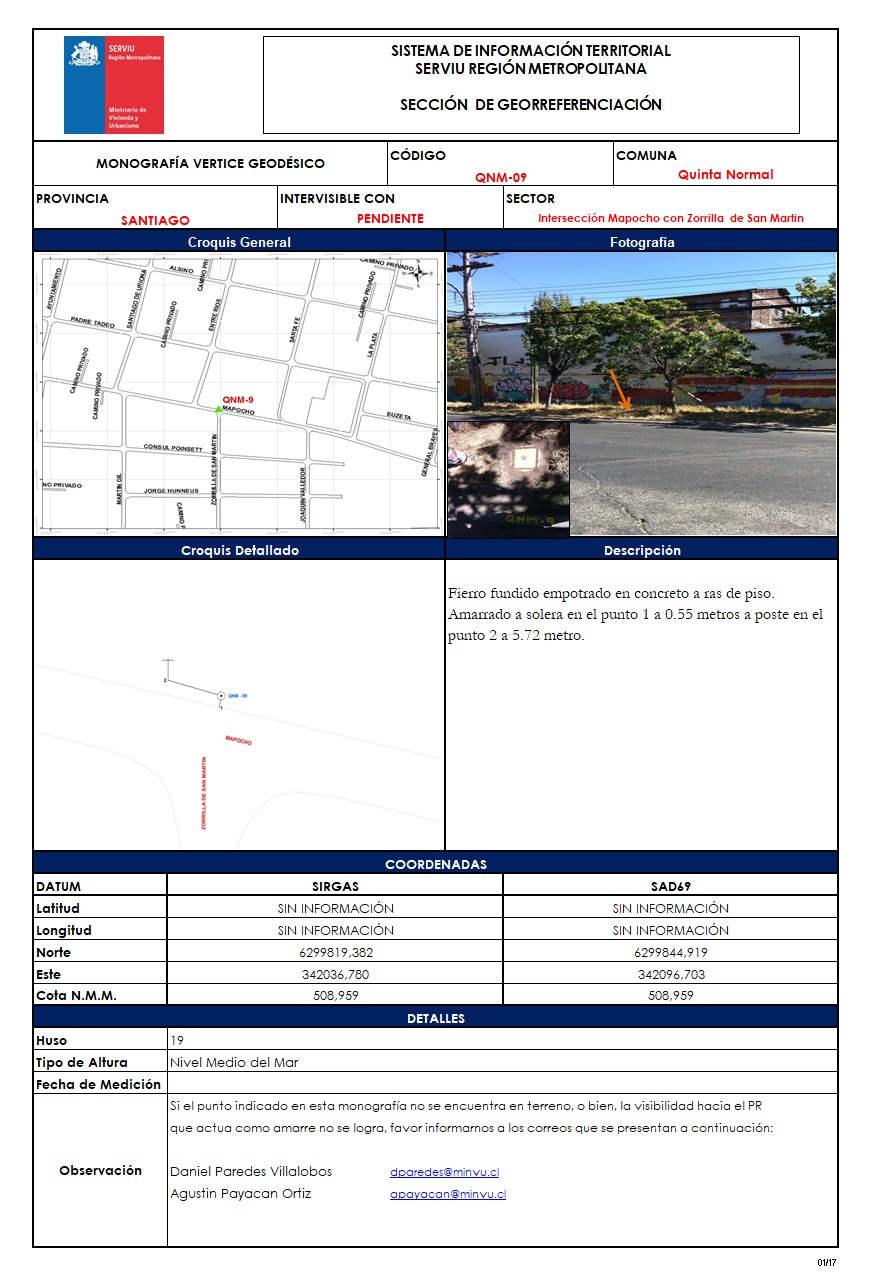 SERVIU
Región Metropolitana
Ministerio de
Vivienda y
Urbanismo
SISTEMA DE INFORMACIÓN TERRITORIAL
SERVIU REGIÓN METROPOLITANA
SECCIÓN DE GEORREFERENCIACIÓN
MONOGRAFÍA VERTICE GEODÉSICO
CÓDIGO
QNM-09
COMUNA
Quinta Normal
PROVINCIA
SANTIAGO
INTERVISIBLE CON
PENDIENTE
SECTOR
Intersección Mapocho con Zorrilla de San Martin
Croquis General
Fotografía
AYUNTAMIENTO
ALSINO
SANTIAGO DE URIONA
CAMINO PRI
CAMINO PRIVADO
CAMINO PRIVADO
PADRE TADEO
CAMINO PRIVADO
ENTRE RIOS
SANTA FE
LA PLATA
CAMINO PRIVADO
CAMINO PRIVADO
QNM-9
MAPOCHO
BUZETA
CONSUL POINSETT
GENERAL BRAYER
NO PRIVADO
MARTIN GIL
JORGE HUNNEUS
CAMINO P
ZORRILLA DE SAN MARTIN
JOAQUIN VALLEDOR
QNM-9
Croquis Detallado
Descripción
Fierro fundido empotrado en concreto a ras de piso.
Amarrado a solera en el punto 1 a 0.55 metros a poste en el
punto 2 a 5.72 metro.
2
QNM - 09
1
MAPOCHO
ZORRILLA DE SAN MARTIN
COORDENADAS
DATUM SIRGAS SAD69
Latitud SIN INFORMACIÓN SIN INFORMACIÓN
Longitud SIN INFORMACIÓN SIN INFORMACIÓN
Norte 6299819,382 6299844,919
Este 342036,780 342096,703
Cota N.M.M. 508,959 508,959
DETALLES
Huso 19
Tipo de Altura Nivel Medio del Mar
Fecha de Medición
Observación
Si el punto indicado en esta monografía no se encuentra en terreno, o bien, la visibilidad hacia el PR
que actua como amarre no se logra, favor informarnos a los correos que se presentan a continuación:
Daniel Paredes Villalobos dparedes@minvu.cl
Agustin Payacan Ortiz apayacan@minvu.cl
01/17